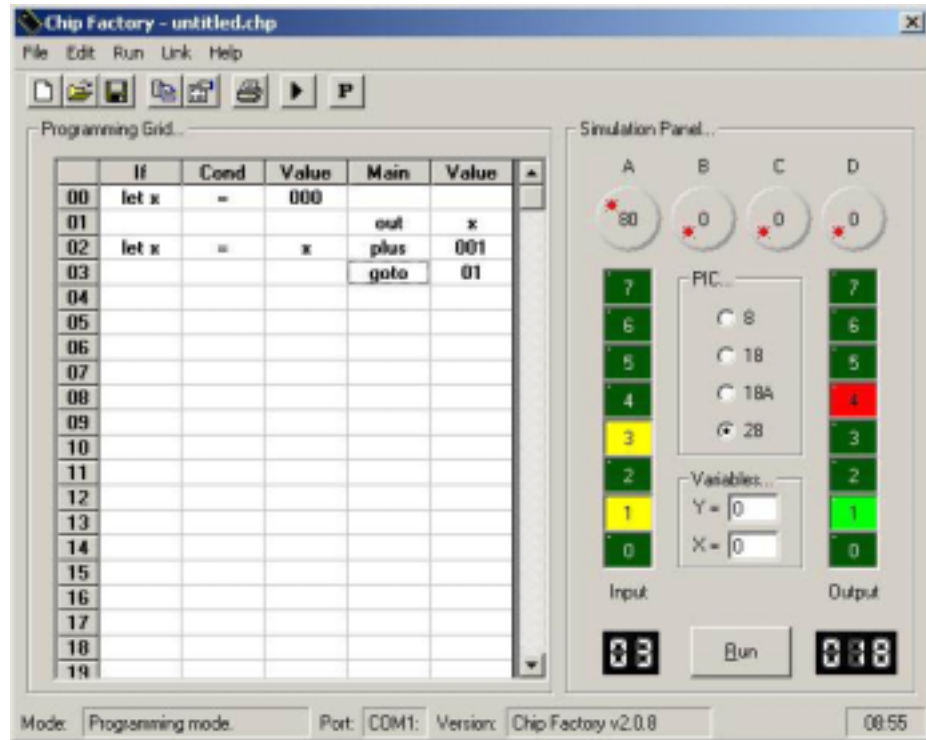 Chip Factory - untitled.chp
File Edit Run Link Help
P
Programming Grid...
If Cond Value Main Value
00 let x = 000
01 out x
02 let x = x plus 001
03 goto 01
04
05
06
07
08
09
10
11
12
13
14
15
16
17
18
19
Simulation Panel...
A B C D
80 0 0 0
7 7
6 6
5 5
4 4
3 3
2 2
1 1
0 0
PIC...
8
18
18A
28
Variables...
Y = 0
X = 0
Input Output
03 Run 018
Mode: Programming mode. Port: COM1: Version: Chip Factory v2.0.8 08:55